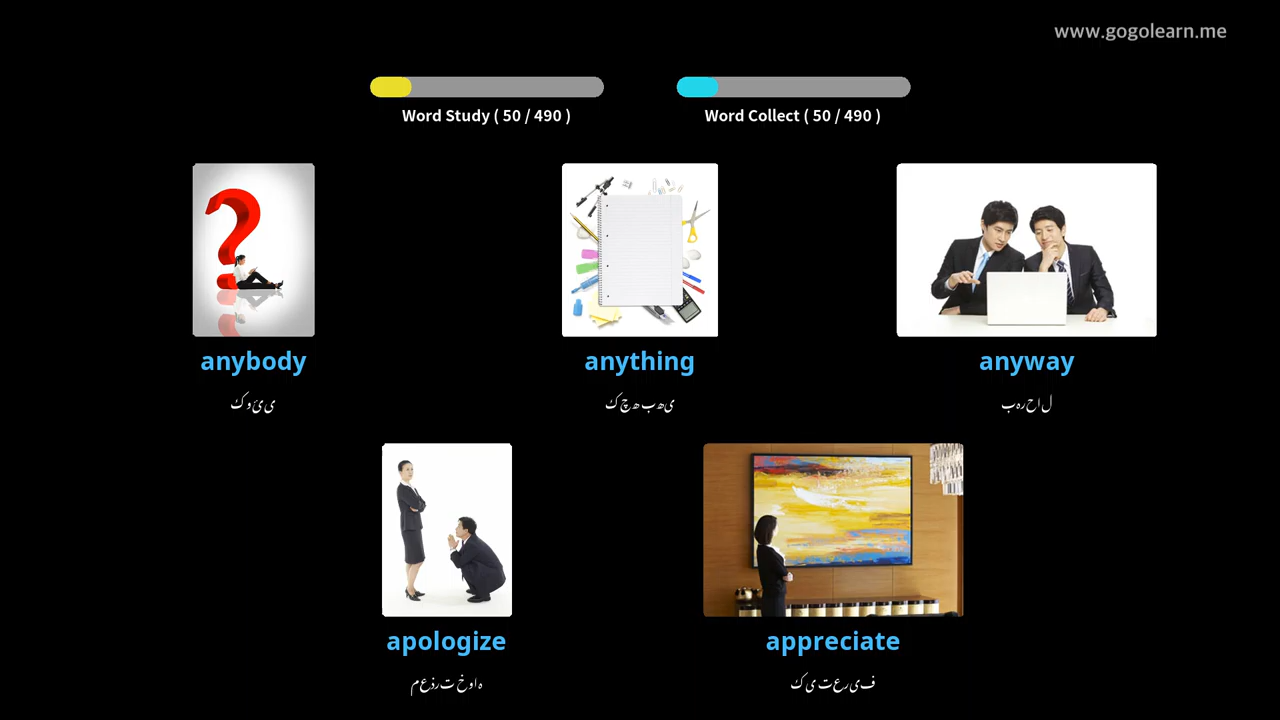 www.gogolearn.me
Word Study ( 50 / 490 )
Word Collect ( 50 / 490 )
anybody
کوئی
anything
کچھ بھی
anyway
بہرحال
apologize
معذرت خواہ
appreciate
کی تعریف